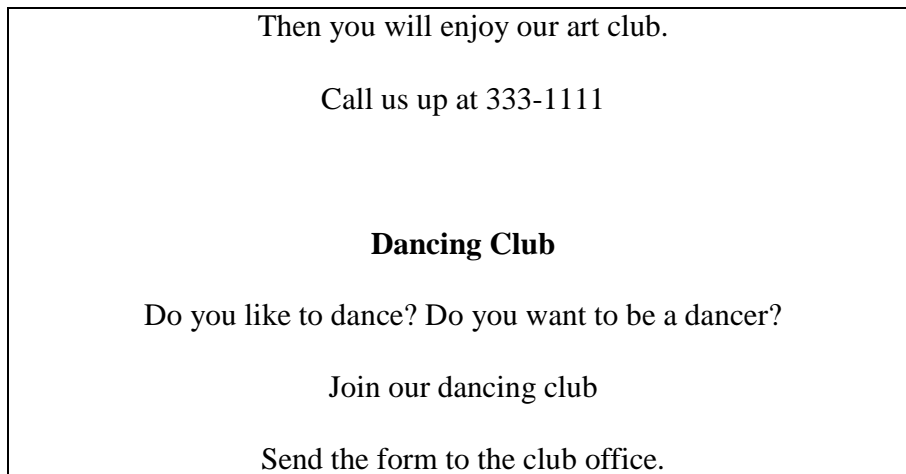 Then you will enjoy our art club.
Call us up at 333-1111
Dancing Club
Do you like to dance? Do you want to be a dancer?
Join our dancing club
Send the form to the club office.